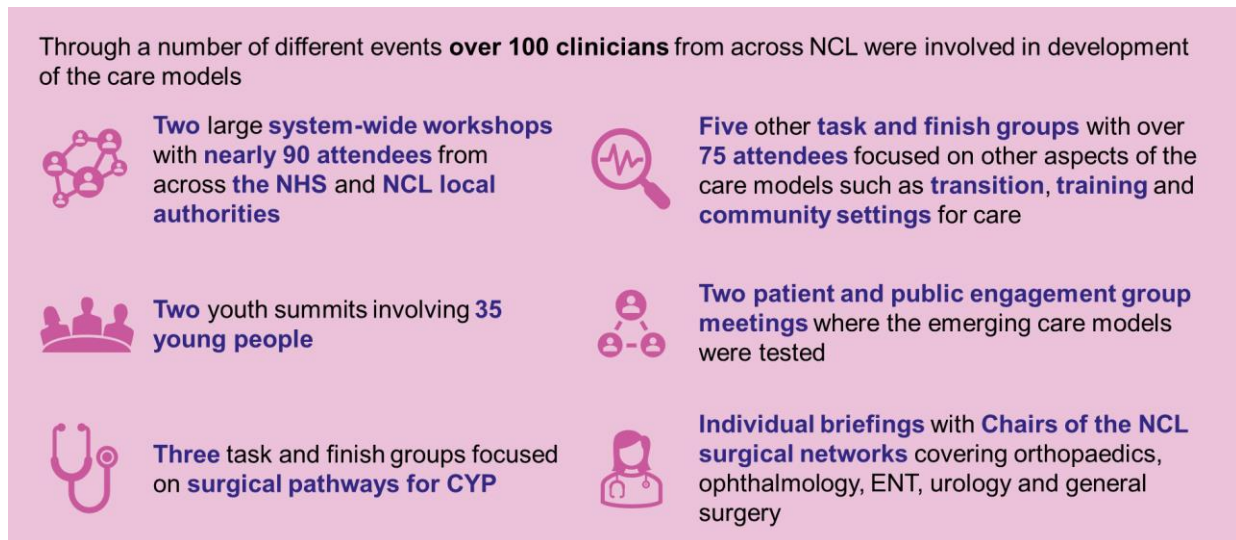 Through a number of different events over 100 clinicians from across NCL were involved in development
of the care models
Two large system-wide workshops
with nearly 90 attendees from
across the NHS and NCL local
authorities
Five other task and finish groups with over
75 attendees focused on other aspects of the
care models such as transition, training and
community settings for care
Two youth summits involving 35
young people
Two patient and public engagement group
meetings where the emerging care models
were tested
Three task and finish groups focused
on surgical pathways for CYP
Individual briefings with Chairs of the NCL
surgical networks covering orthopaedics,
ophthalmology, ENT, urology and general
surgery